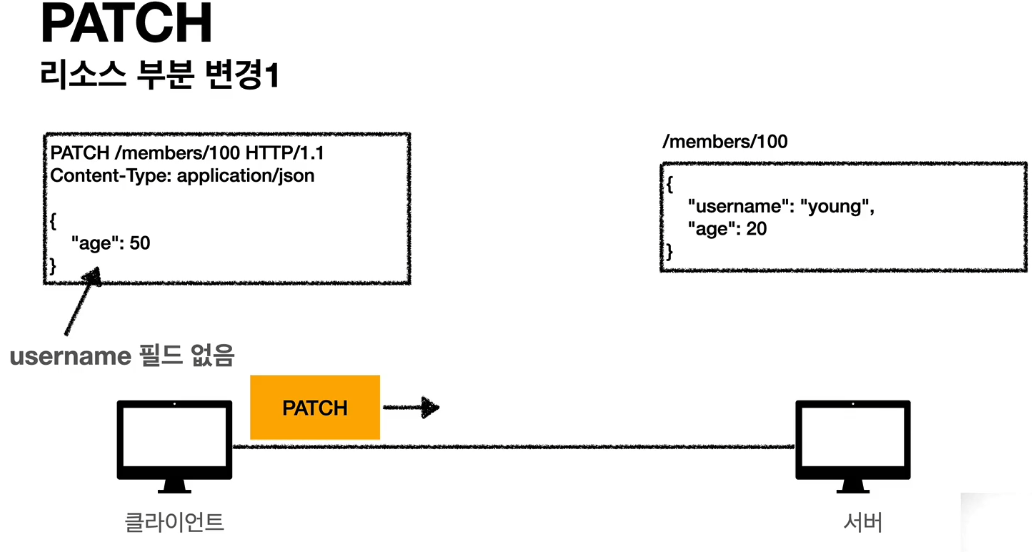 PATCH
리소스 부분 변경1
PATCH /members/100 HTTP/1.1
Content-Type: application/json
{
"age": 50
}
username 필드 없음
/members/100
{
"username": "young",
"age": 20
}
PATCH
클라이언트
서버